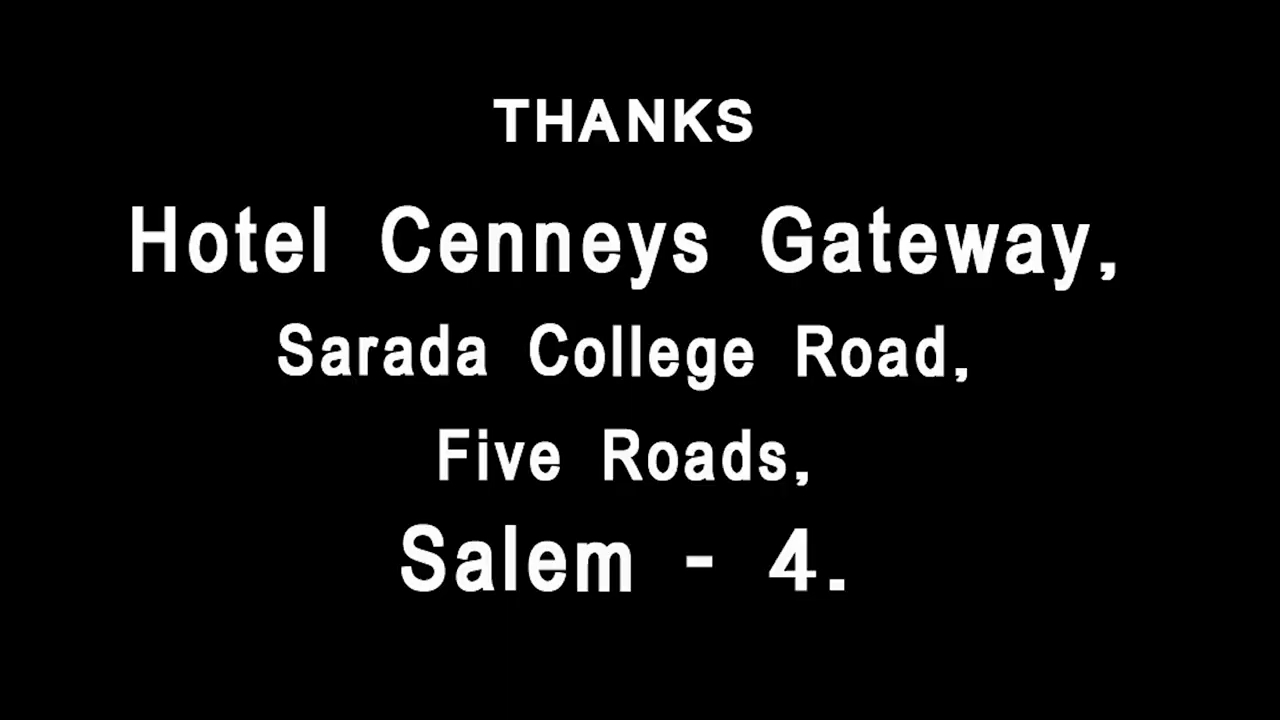 THANKS
Hotel Cenneys Gateway,
Sarada College Road,
Five Roads,
Salem - 4.